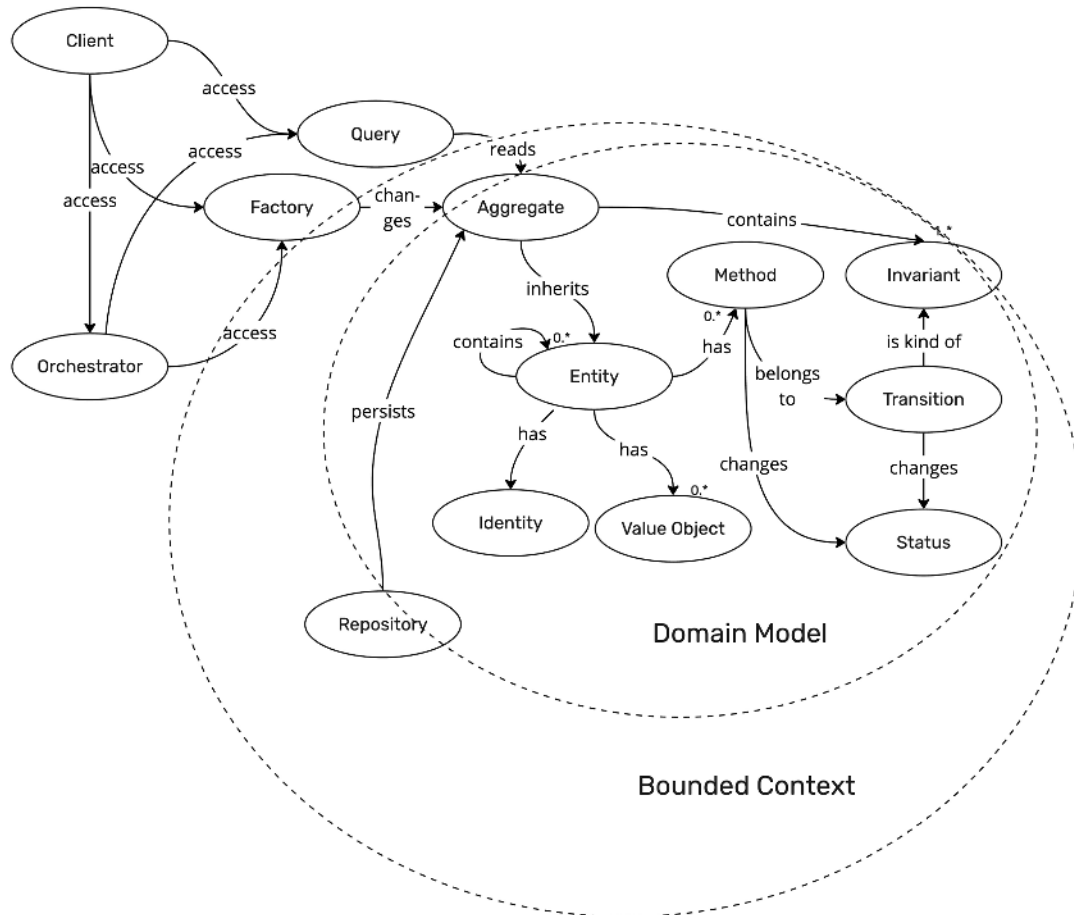 Client
access
Query
access
reads
access
Factory
chan-
ges
Aggregate
access
contains
1.*
inherits
Method
Invariant
access
0.*
0.*
contains
has
is kind of
Orchestrator
Entity
belongs
to
Transition
persists
has
has
changes
changes
0.*
Identity
Value Object
Status
Repository
Domain Model
Bounded Context